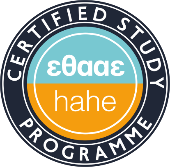 CERTIFIED STUDY
εθααε
hahe
PROGRAMME